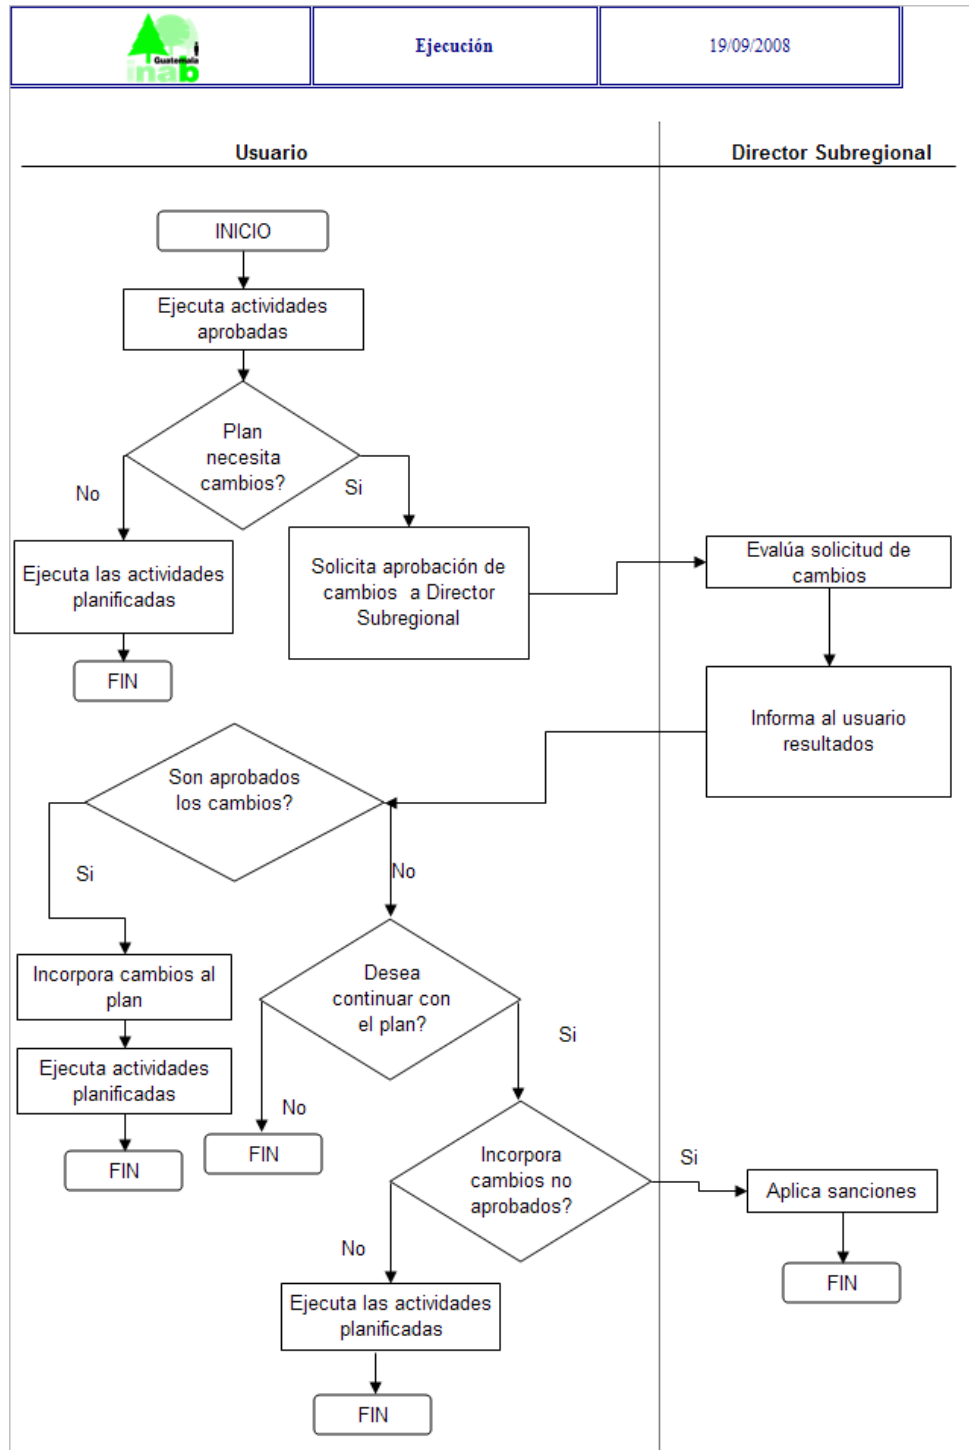 Guatemala
inab
Ejecución
19/09/2008
Usuario
Director Subregional
INICIO
Ejecuta actividades
aprobadas
Plan
necesita
cambios?
No
Si
Ejecuta las actividades
planificadas
Solicita aprobación de
cambios a Director
Subregional
Evalúa solicitud de
cambios
FIN
Informa al usuario
resultados
Son aprobados
los cambios?
Si
No
Incorpora cambios al
plan
Desea
continuar con
el plan?
Ejecuta actividades
planificadas
Si
No
FIN
FIN
Incorpora
cambios no
aprobados?
Si
Aplica sanciones
No
FIN
Ejecuta las actividades
planificadas
FIN